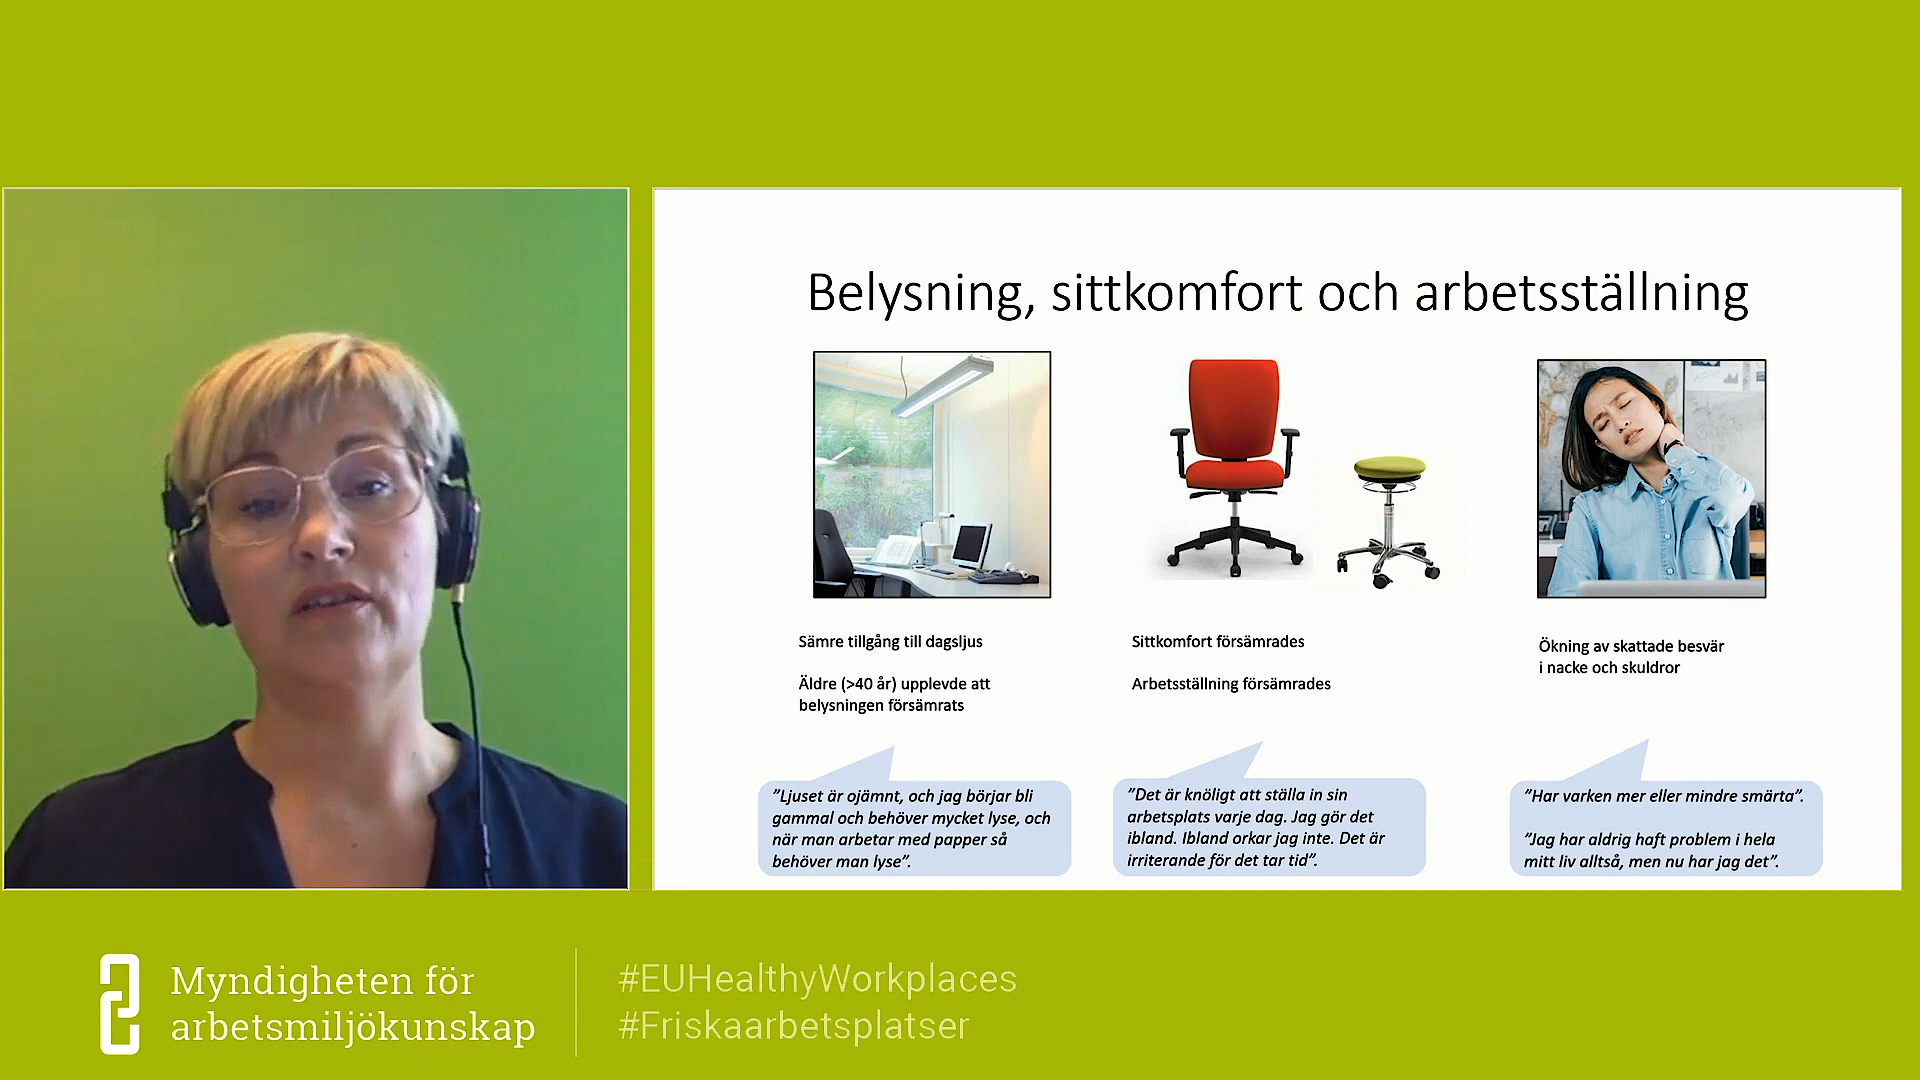 Belysning, sittkomfort och arbetsställning
Sämre tillgång till dagsljus
Äldre (>40 år) upplevde att
belysningen försämrats
Sittkomfort försämrades
Arbetsställning försämrades
Ökning av skattade besvär
i nacke och skuldror
”Ljuset är ojämnt, och jag börjar bli
gammal och behöver mycket lyse, och
när man arbetar med papper så
behöver man lyse”.
”Det är knöligt att ställa in sin
arbetsplats varje dag. Jag gör det
ibland. Ibland orkar jag inte. Det är
irriterande för det tar tid”.
”Har varken mer eller mindre smärta”.
”Jag har aldrig haft problem i hela
mitt liv alltså, men nu har jag det”.
Myndigheten för
arbetsmiljökunskap
#EUHealthyWorkplaces
#Friskaarbetsplatser